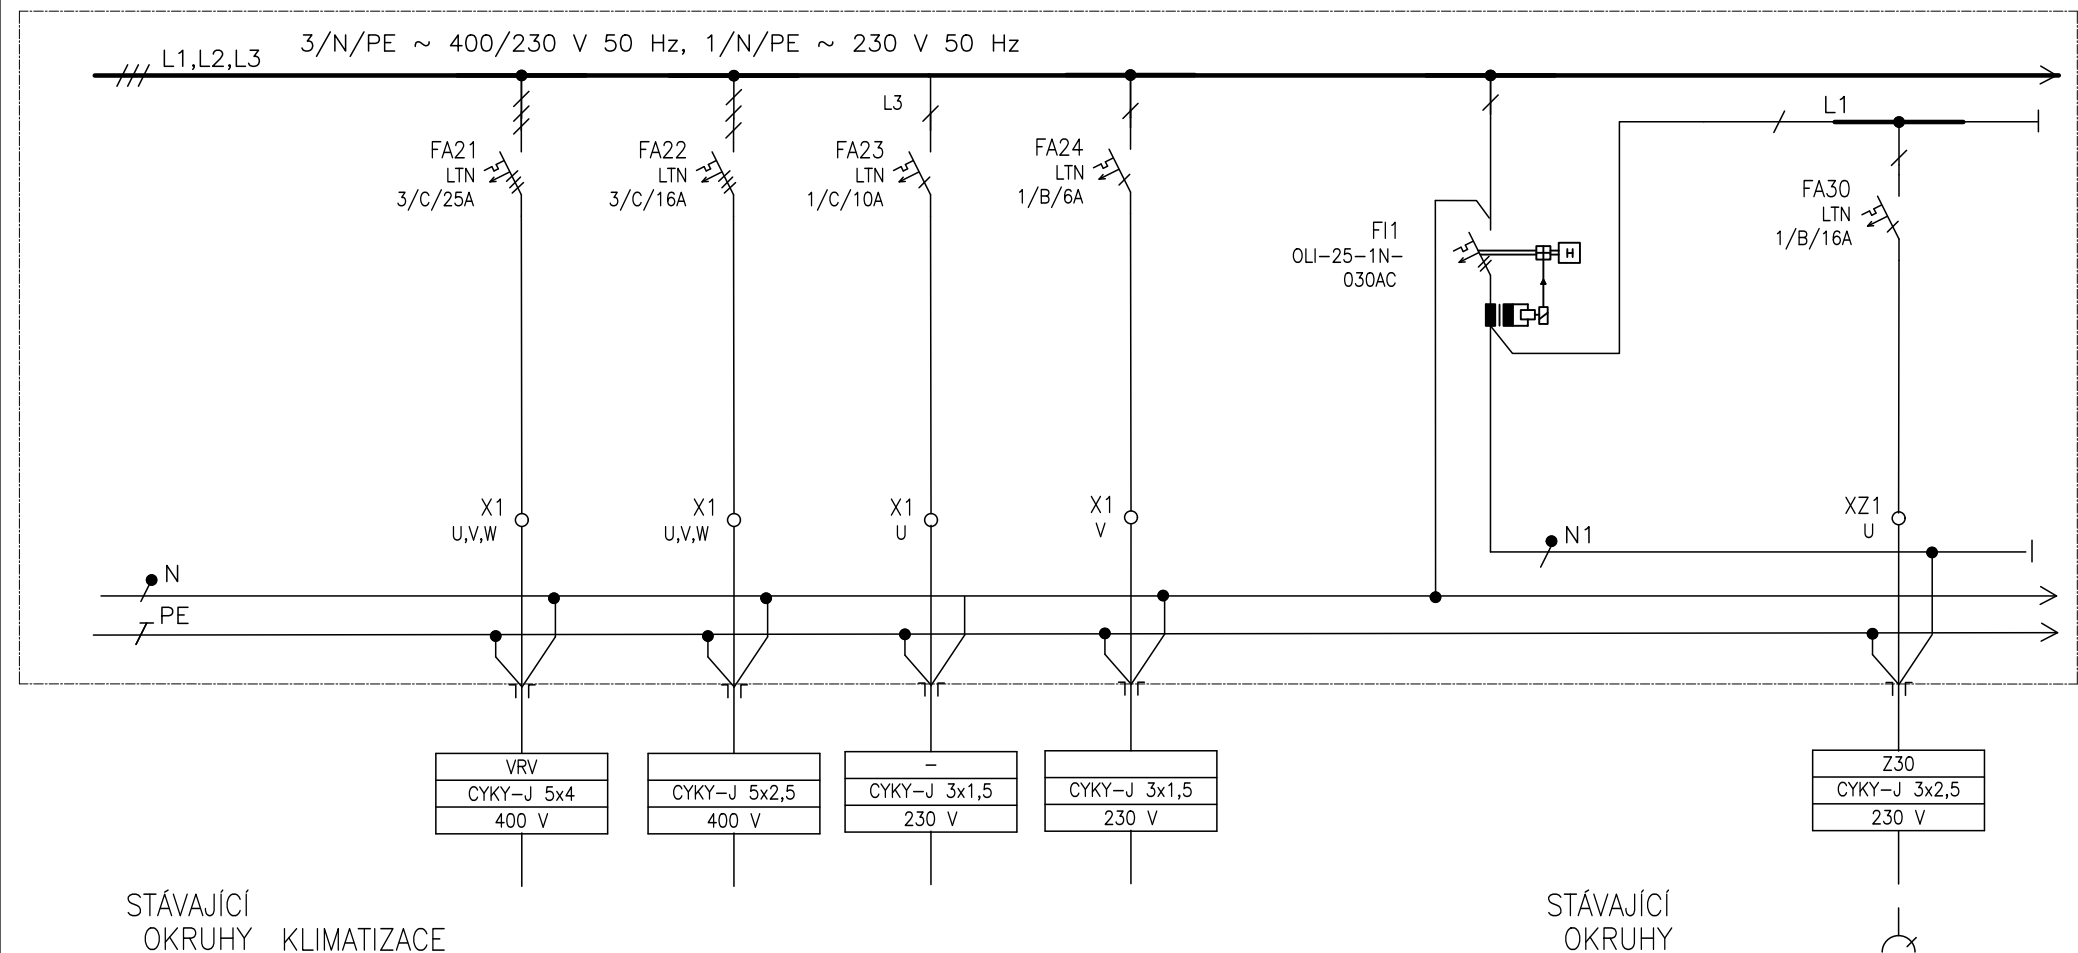 3/N/PE ~ 400/230 V 50 Hz, 1/N/PE ~ 230 V 50 Hz
L1,L2,L3
L3
L1
FA21
LTN
3/C/25A
FA22
LTN
3/C/16A
FA23
LTN
1/C/10A
FA24
LTN
1/B/6A
FI1
OLI-25-1N-
030AC
H
FA30
LTN
1/B/16A
X1
U,V,W
X1
U,V,W
X1
U
X1
V
XZ1
U
N1
N
PE
VRV
CYKY-J 5x4
400 V
CYKY-J 5x2,5
400 V
–
CYKY-J 3x1,5
230 V
CYKY-J 3x1,5
230 V
Z30
CYKY-J 3x2,5
230 V
STÁVAJÍCÍ
OKRUHY KLIMATIZACE
STÁVAJÍCÍ
OKRUHY